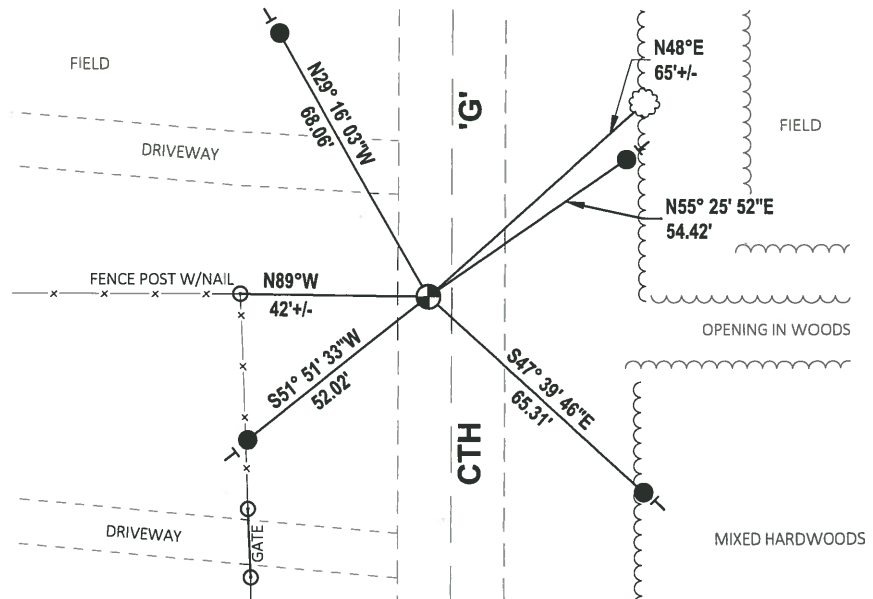 FIELD
N29° 16' 03"W
68.06'
DRIVEWAY
'G'
N48°E
65'+/-
FIELD
N55° 25' 52"E
54.42'
FENCE POST W/NAIL
N89°W
42'+/-
OPENING IN WOODS
S51° 51' 33"W
52.02'
S47° 39' 46"E
65.31'
CTH
DRIVEWAY
GATE
MIXED HARDWOODS